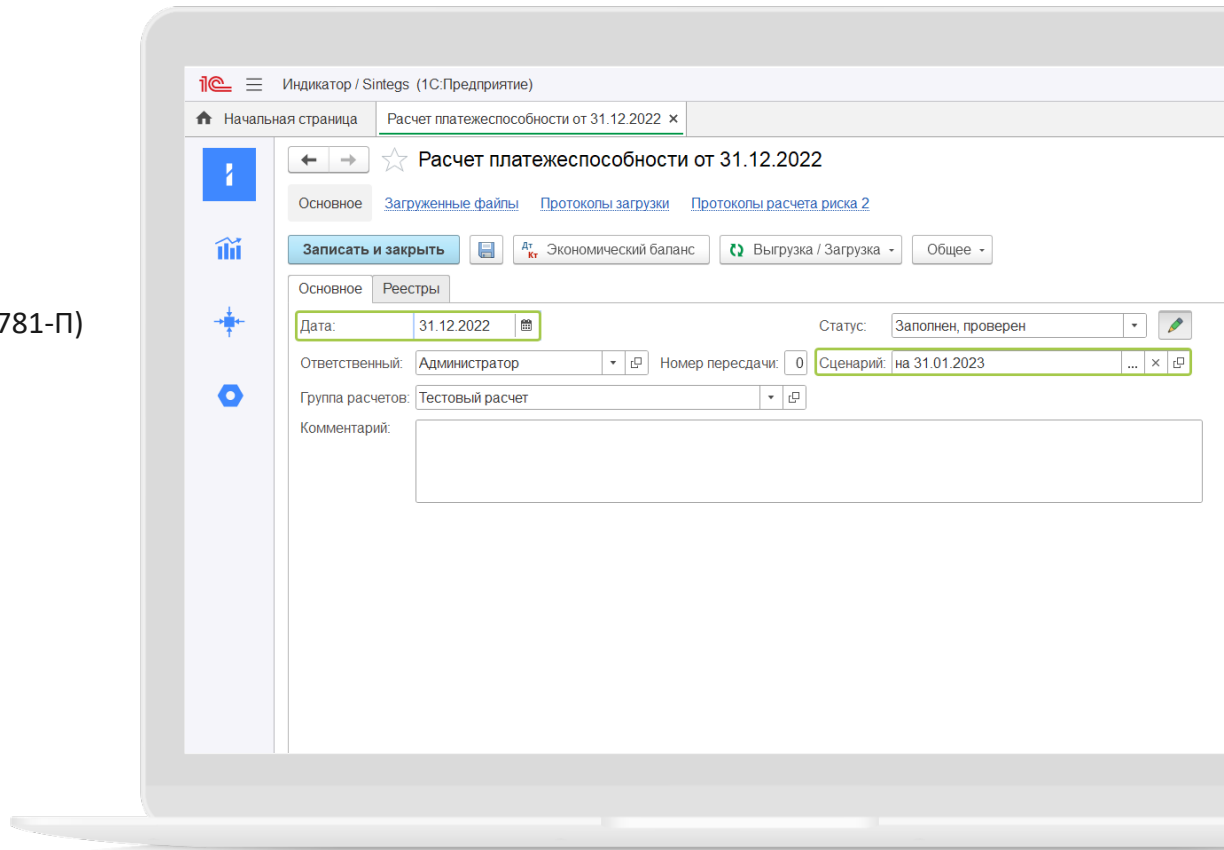 1С Индикатор / Sintegs (1С:Предприятие)
Начальная страница Расчет платежеспособности от 31.12.2022 ×
Расчет платежеспособности от 31.12.2022
Основное Загруженные файлы Протоколы загрузки Протоколы расчета риска 2
Записать и закрыть Дт Кт Экономический баланс Выгрузка / Загрузка Общее
Основное Реестры
781-П)
Дата: 31.12.2022 Статус: Заполнен, проверен
Ответственный: Администратор Номер пересдачи: 0 Сценарий: на 31.01.2023 ... ×
Группа расчетов: Тестовый расчет
Комментарий: